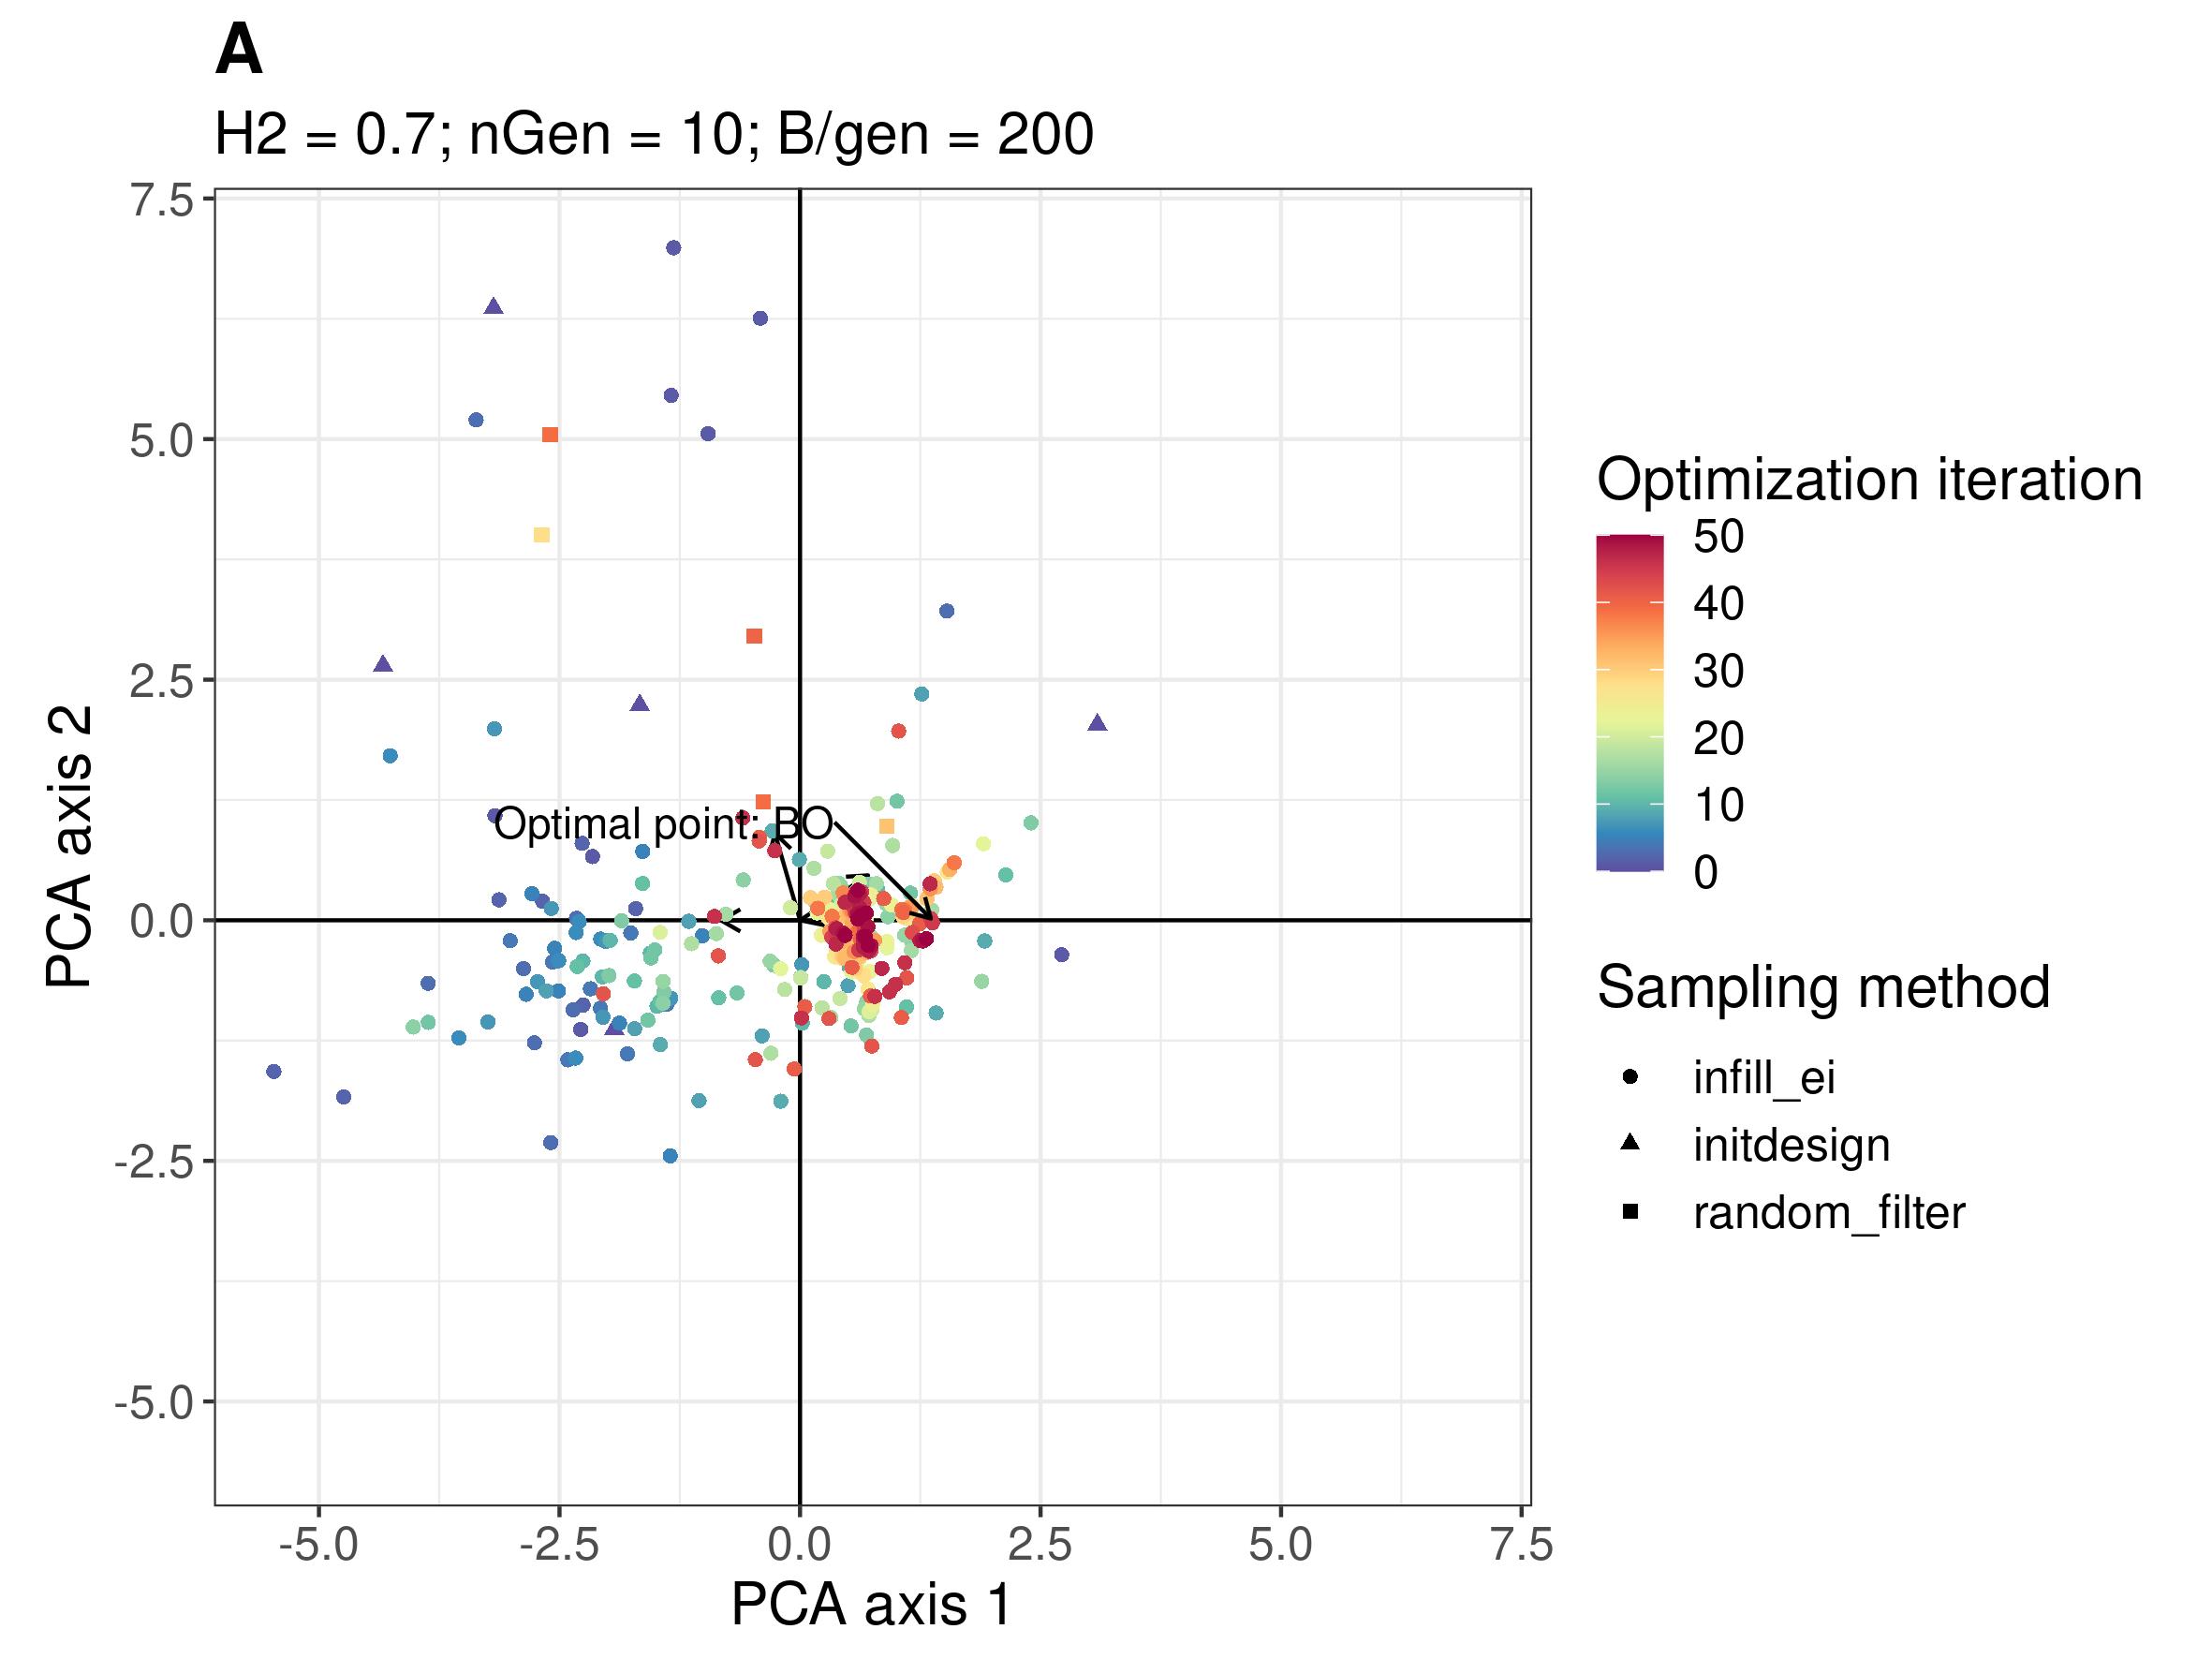 A
H2 = 0.7; nGen = 10; B/gen = 200
7.5
5.0
2.5
0.0
-2.5
-5.0
PCA axis 2
Optimal point: BO
-5.0
-2.5
0.0
2.5
5.0
7.5
PCA axis 1
Optimization iteration
50
40
30
20
10
0
Sampling method
infill_ei
initdesign
random_filter